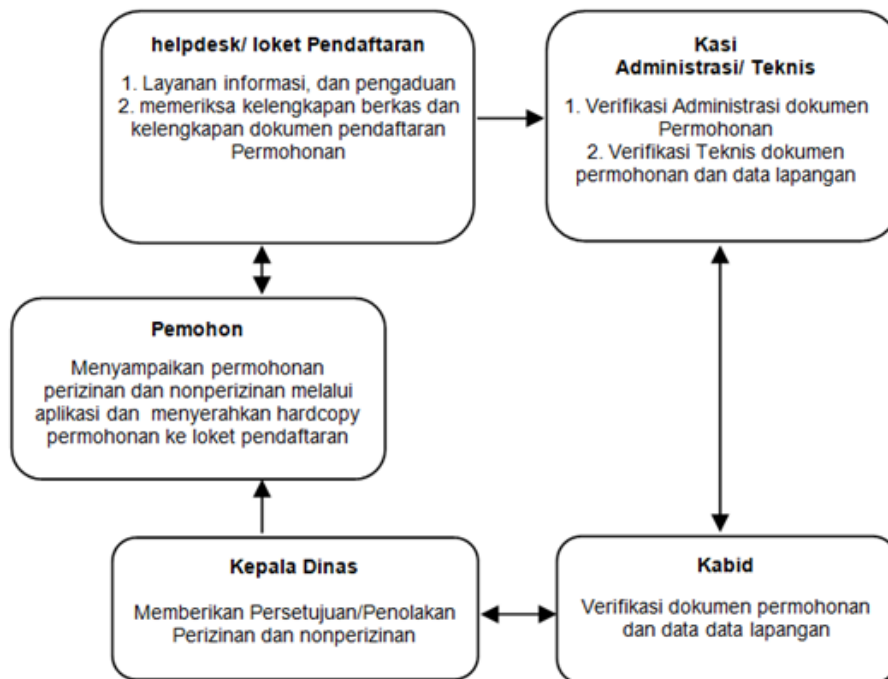 helpdesk/ loket Pendaftaran
1. Layanan informasi, dan pengaduan
2. memeriksa kelengkapan berkas dan
kelengkapan dokumen pendaftaran
Permohonan
Kasi
Administrasi/ Teknis
1. Verifikasi Administrasi dokumen
Permohonan
2. Verifikasi Teknis dokumen
permohonan dan data lapangan
Pemohon
Menyampaikan permohonan
perizinan dan nonperizinan melalui
aplikasi dan menyerahkan hardcopy
permohonan ke loket pendaftaran
Kepala Dinas
Memberikan Persetujuan/Penolakan
Perizinan dan nonperizinan
Kabid
Verifikasi dokumen permohonan
dan data data lapangan